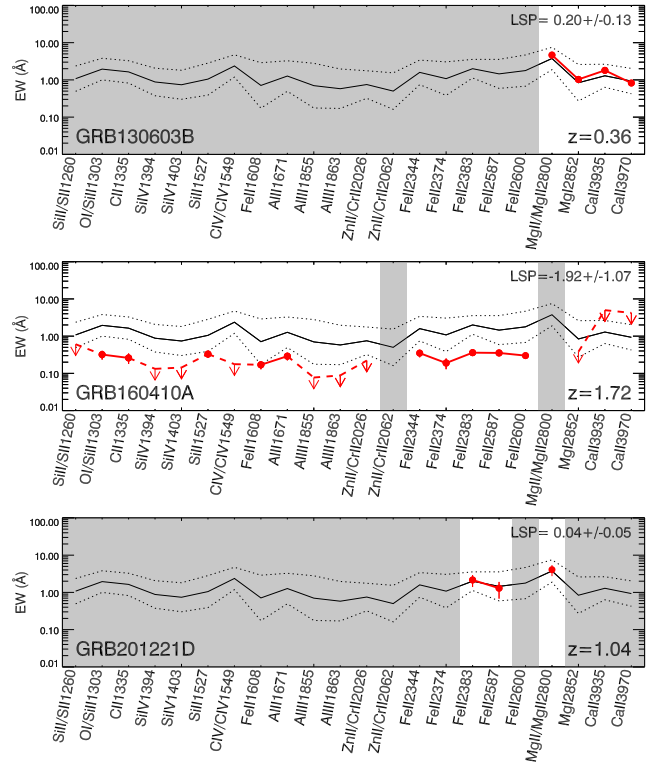 LSP= 0.20+/-0.13
100.00
10.00
1.00
0.10
0.01
EW (Å)
GRB130603B
z=0.36
SiII/SII1260
OI/SiII1303
CII1335
SiIV1394
SiIV1403
SiII1527
CIV/CIV1549
FeII1608
AlII1671
AlIII1855
AlIII1863
ZnII/CrII2026
ZnII/CrII2062
FeII2344
FeII2374
FeII2383
FeII2587
FeII2600
MgII/MgII2800
MgI2852
CaII3935
CaII3970
LSP=-1.92+/-1.07
100.00
10.00
1.00
0.10
0.01
EW (Å)
GRB160410A
z=1.72
SiII/SII1260
OI/SiII1303
CII1335
SiIV1394
SiIV1403
SiII1527
CIV/CIV1549
FeII1608
AlII1671
AlIII1855
AlIII1863
ZnII/CrII2026
ZnII/CrII2062
FeII2344
FeII2374
FeII2383
FeII2587
FeII2600
MgII/MgII2800
MgI2852
CaII3935
CaII3970
LSP= 0.04+/-0.05
100.00
10.00
1.00
0.10
0.01
EW (Å)
GRB201221D
z=1.04
SiII/SII1260
OI/SiII1303
CII1335
SiIV1394
SiIV1403
SiII1527
CIV/CIV1549
FeII1608
AlII1671
AlIII1855
AlIII1863
ZnII/CrII2026
ZnII/CrII2062
FeII2344
FeII2374
FeII2383
FeII2587
FeII2600
MgII/MgII2800
MgI2852
CaII3935
CaII3970